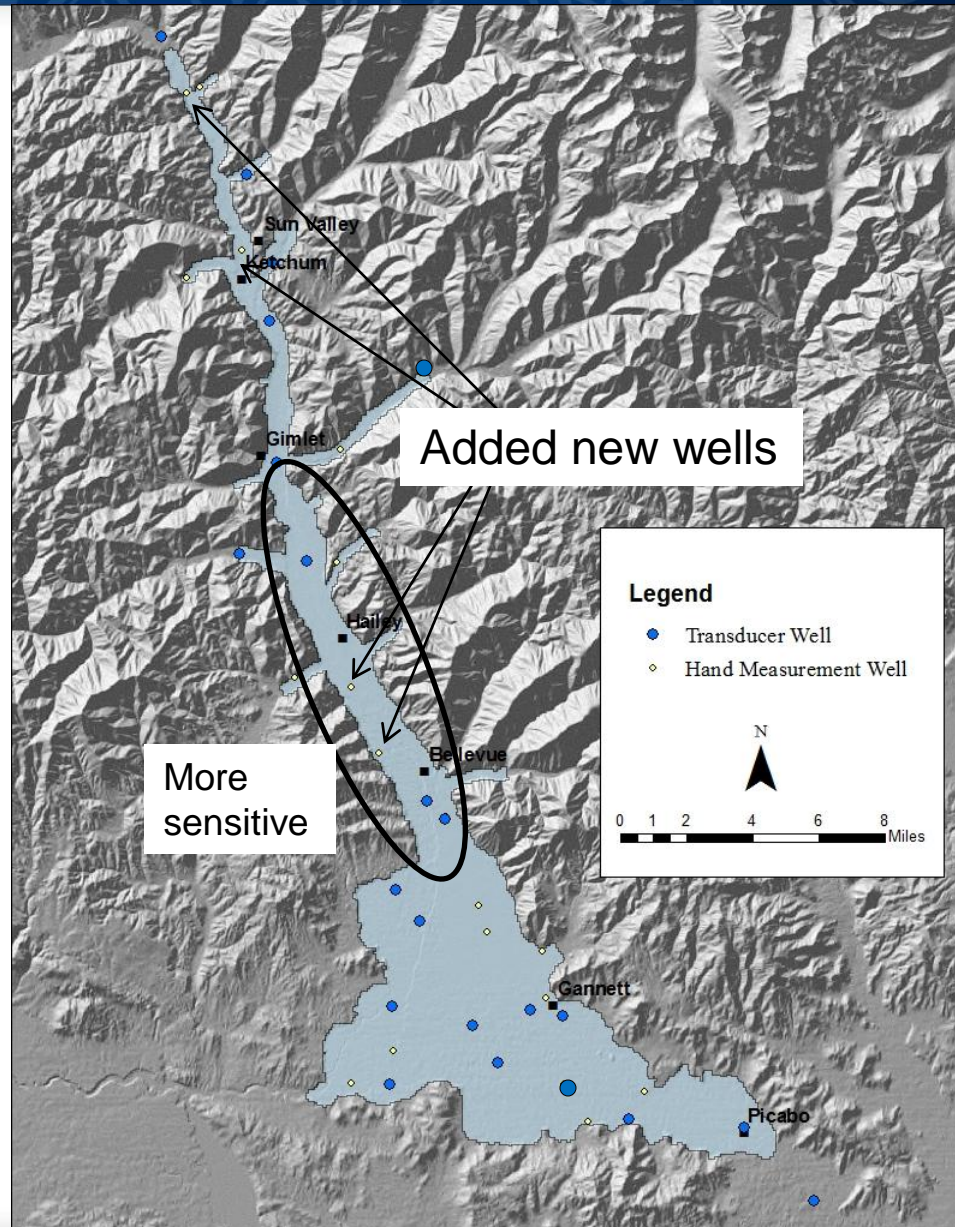 Sun Valley
Ketchum
Gimlet
Added new wells
Legend
Transducer Well
Hand Measurement Well
N
0 1 2 4 6 8
Miles
Hailey
Bellevue
More
sensitive
Gannett
Picabo